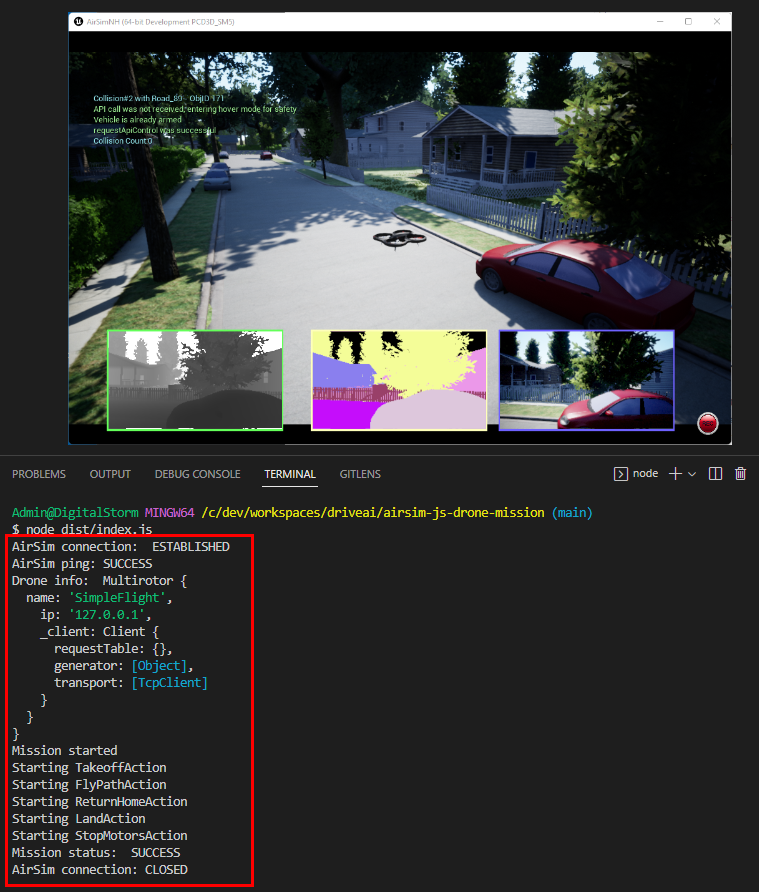 AirSimNH (64-bit Development PCD3D_SM5)
Collision#2 with Road_89 - ObjID 171
API call was not received, entering hover mode for safety
Vehicle is already armed
requestApiControl was successful
Collision Count:0
PROBLEMS OUTPUT DEBUG CONSOLE TERMINAL GITLENS node
Admin@DigitalStorm MINGW64 /c/dev/workspaces/driveai/airsim-js-drone-mission (main)
$ node dist/index.js
AirSim connection:  ESTABLISHED
AirSim ping: SUCCESS
Drone info:  Multirotor {
  name: 'SimpleFlight',
    ip: '127.0.0.1',
    _client: Client {
      requestTable: {},
      generator: [Object],
      transport: [TcpClient]
    }
  }
}
Mission started
Starting TakeoffAction
Starting FlyPathAction
Starting ReturnHomeAction
Starting LandAction
Starting StopMotorsAction
Mission status:  SUCCESS
AirSim connection: CLOSED